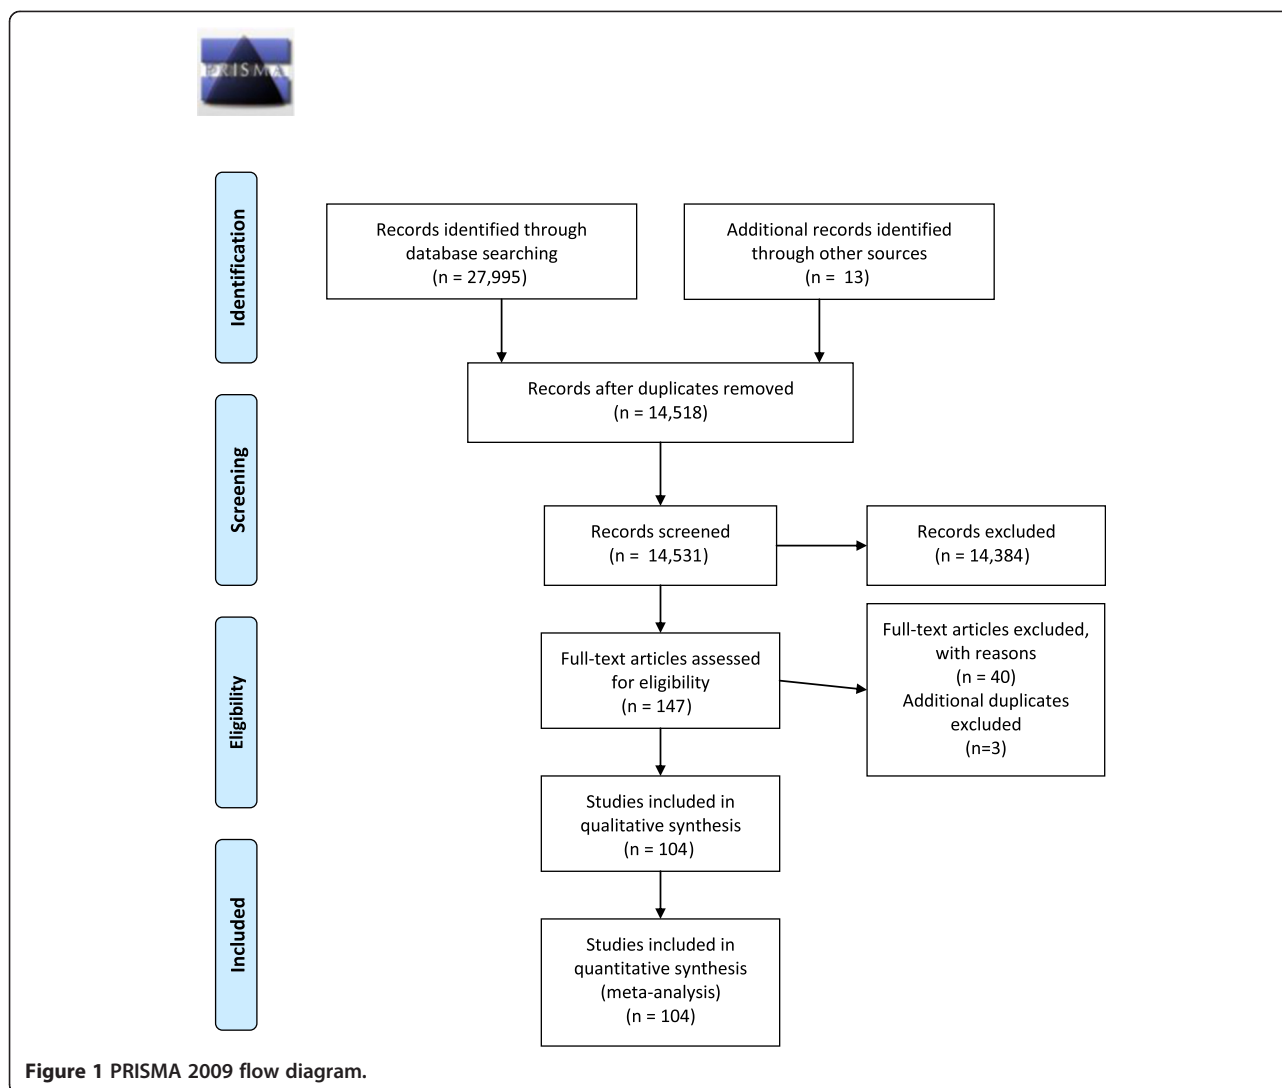 PRISMA
Identification
Records identified through
database searching
(n = 27,995)
Additional records identified
through other sources
(n = 13)
Records after duplicates removed
(n = 14,518)
Screening
Records screened
(n = 14,531)
Records excluded
(n = 14,384)
Eligibility
Full-text articles assessed
for eligibility
(n = 147)
Full-text articles excluded,
with reasons
(n = 40)
Additional duplicates
excluded
(n=3)
Studies included in
qualitative synthesis
(n = 104)
Included
Studies included in
quantitative synthesis
(meta-analysis)
(n = 104)
Figure 1 PRISMA 2009 flow diagram.